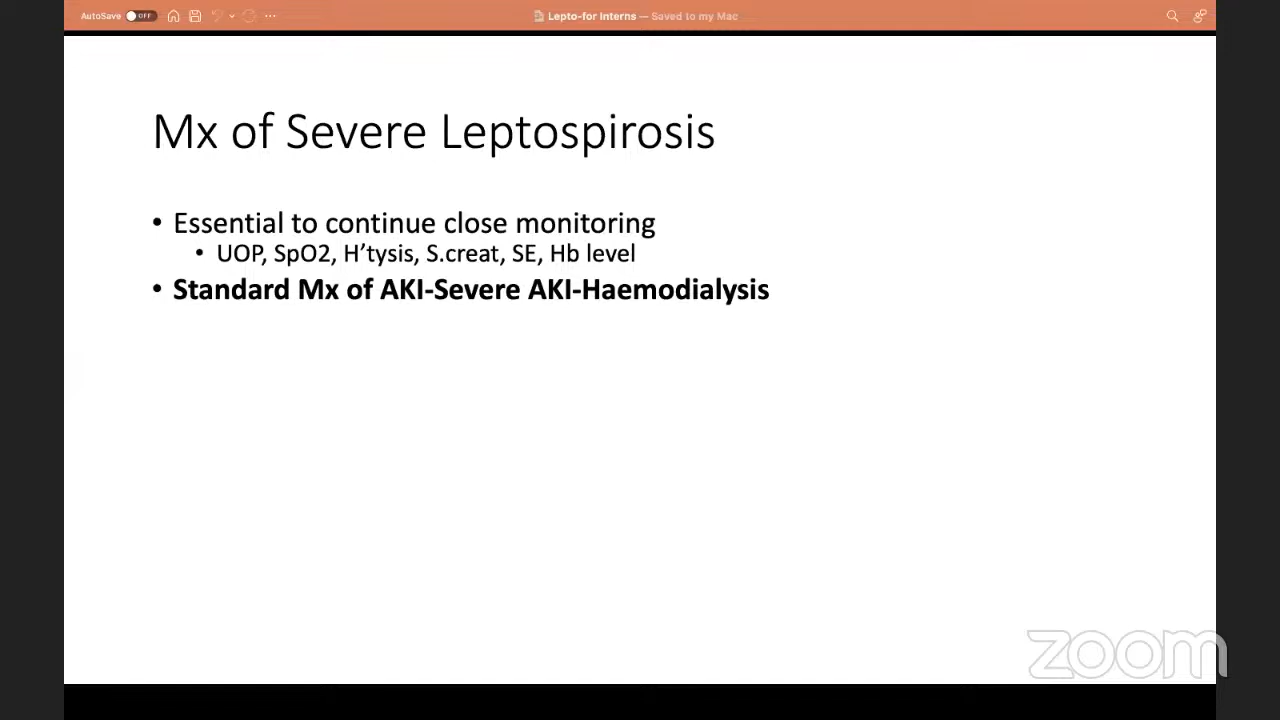 AutoSave OFF
Lepto-for Interns — Saved to my Mac
Mx of Severe Leptospirosis
• Essential to continue close monitoring
• UOP, SpO2, H’tysis, S.creat, SE, Hb level
• Standard Mx of AKI-Severe AKI-Haemodialysis
zoom